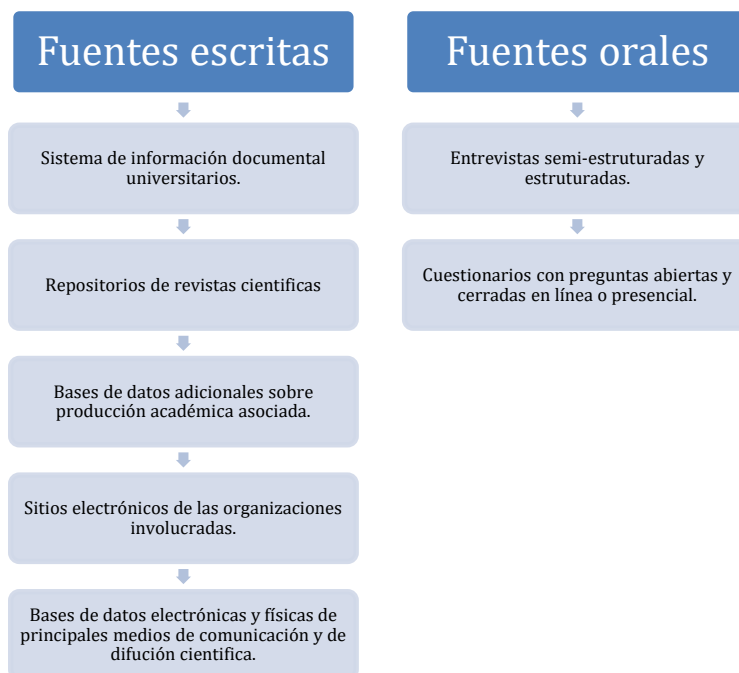 Fuentes escritas
Sistema de información documental
universitarios.
Repositorios de revistas cientificas
Bases de datos adicionales sobre
producción académica asociada.
Sitios electrónicos de las organizaciones
involucradas.
Bases de datos electrónicas y físicas de
principales medios de comunicación y de
difución cientifica.
Fuentes orales
Entrevistas semi-estruturadas y
estruturadas.
Cuestionarios con preguntas abiertas y
cerradas en línea o presencial.